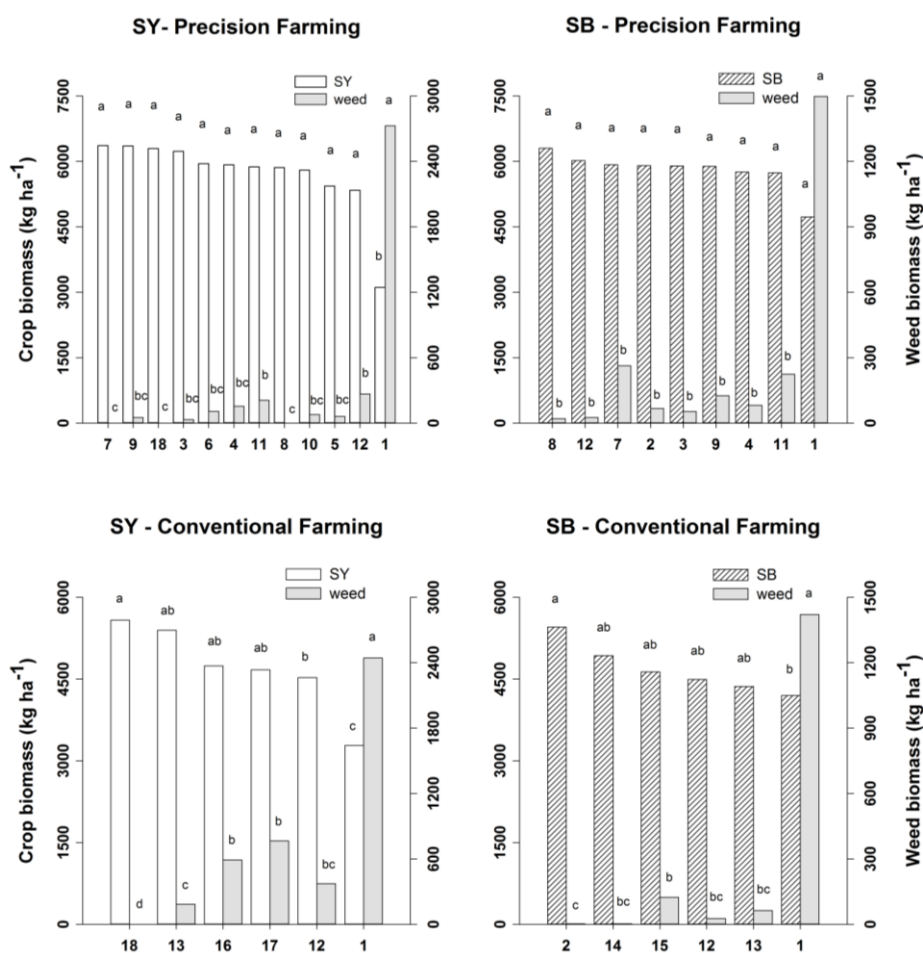 SY- Precision Farming
SY
weed
a a a a a a a a a a a b a
c bc c bc bc bc b c bc bc b
Crop biomass (kg ha⁻¹)
7500
6000
4500
3000
1500
0
3000
2400
1800
1200
600
0
7 9 18 3 6 4 11 8 10 5 12 1
SB - Precision Farming
SB
weed
a a a a a a a a a a
b b b b b b b b
7500
6000
4500
3000
1500
0
1500
1200
900
600
300
0
Weed biomass (kg ha⁻¹)
8 12 7 2 3 9 4 11 1
SY - Conventional Farming
SY
weed
a ab ab ab b c a
d c b b bc
Crop biomass (kg ha⁻¹)
6000
4500
3000
1500
0
3000
2400
1800
1200
600
0
18 13 16 17 12 1
SB - Conventional Farming
SB
weed
a ab ab ab ab b a
c bc b bc bc
6000
4500
3000
1500
0
1500
1200
900
600
300
0
Weed biomass (kg ha⁻¹)
2 14 15 12 13 1